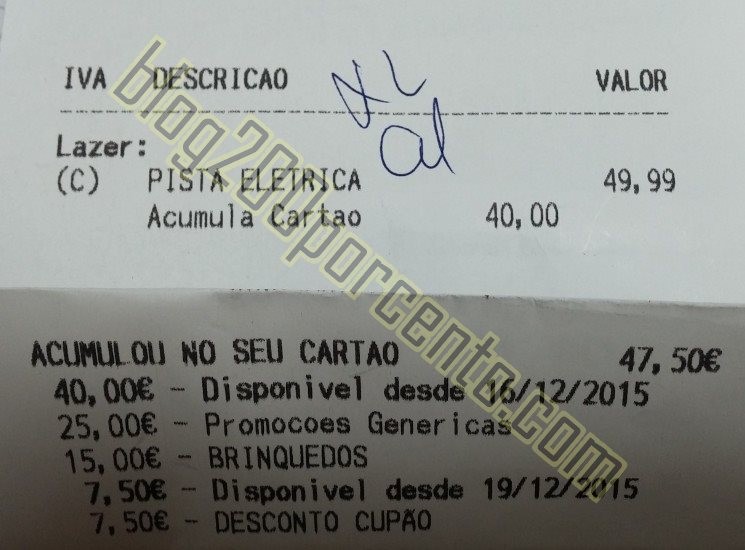 IVA DESCRICAO VALOR
Lazer:
(C) PISTA ELETRICA 49,99
Acumula Cartao 40,00
ACUMULOU NO SEU CARTAO 47,50€
40,00€ - Disponivel desde 16/12/2015
25,00€ - Promocoes Genericas
15,00€ - BRINQUEDOS
7,50€ - Disponivel desde 19/12/2015
7,50€ - DESCONTO CUPÃO
blog200porcento.com